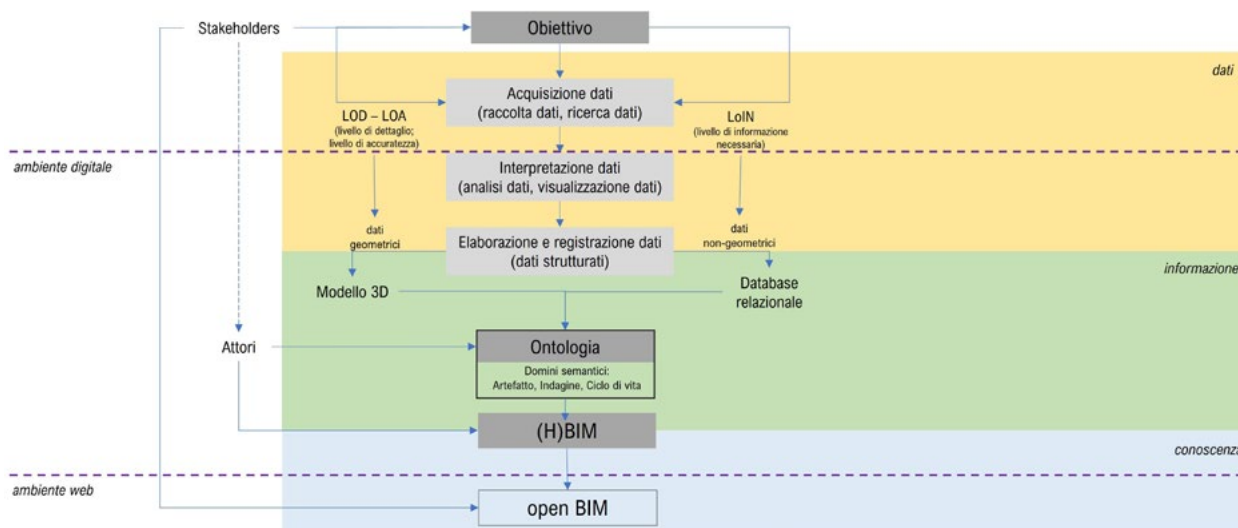 Stakeholders
Obiettivo
dati
Acquisizione dati
(raccolta dati, ricerca dati)
LOD – LOA
(livello di dettaglio;
livello di accuratezza)
LoIN
(livello di informazione
necessaria)
ambiente digitale
Interpretazione dati
(analisi dati, visualizzazione dati)
dati
geometrici
Elaborazione e registrazione dati
(dati strutturati)
dati
non-geometrici
informazione
Modello 3D
Database
relazionale
Attori
Ontologia
Domini semantici:
Artefatto, Indagine, Ciclo di vita
(H)BIM
conoscenza
ambiente web
open BIM